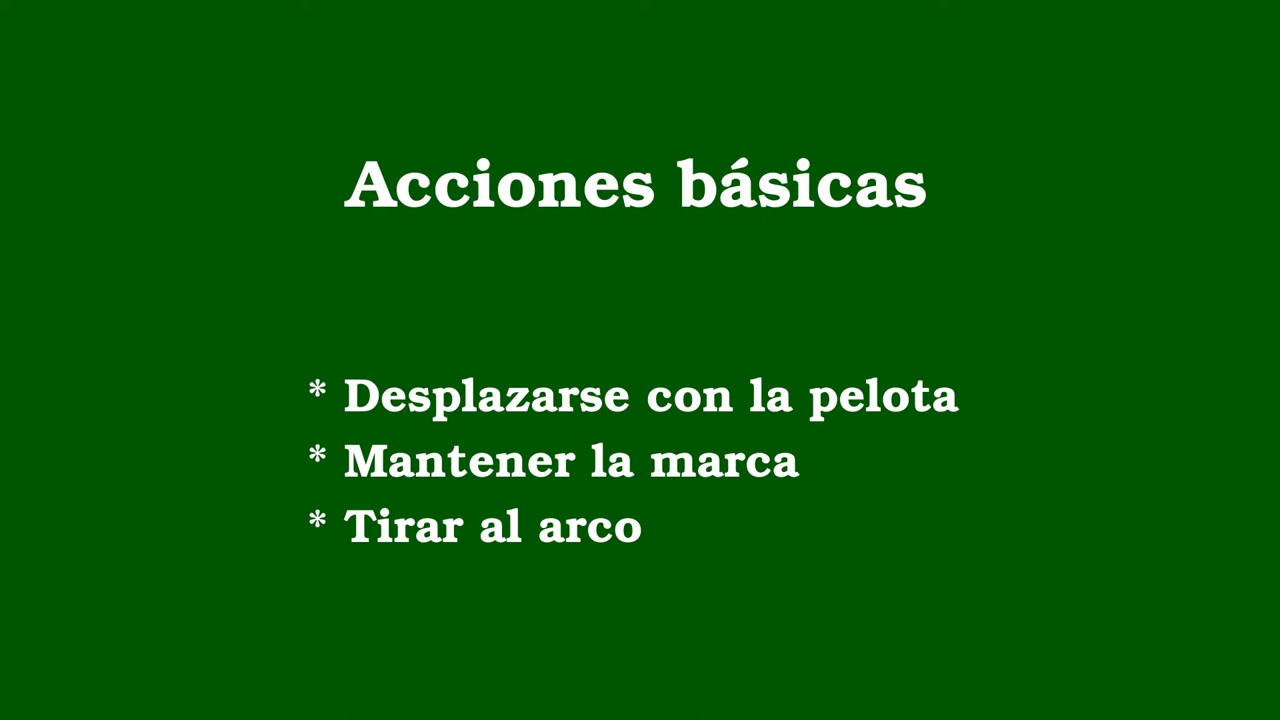 Acciones básicas
* Desplazarse con la pelota
* Mantener la marca
* Tirar al arco